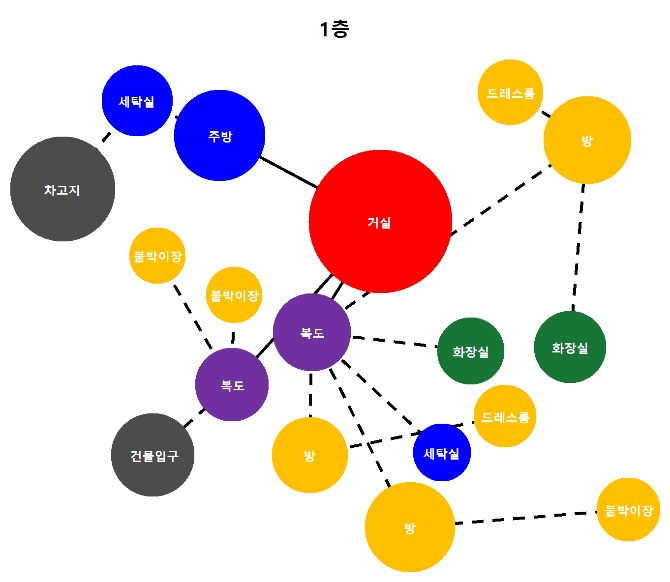 1층
드레스룸
세탁실
주방
방
차고지
거실
붙박이장
붙박이장
복도
화장실
화장실
복도
드레스룸
건물입구
방
세탁실
붙박이장
방